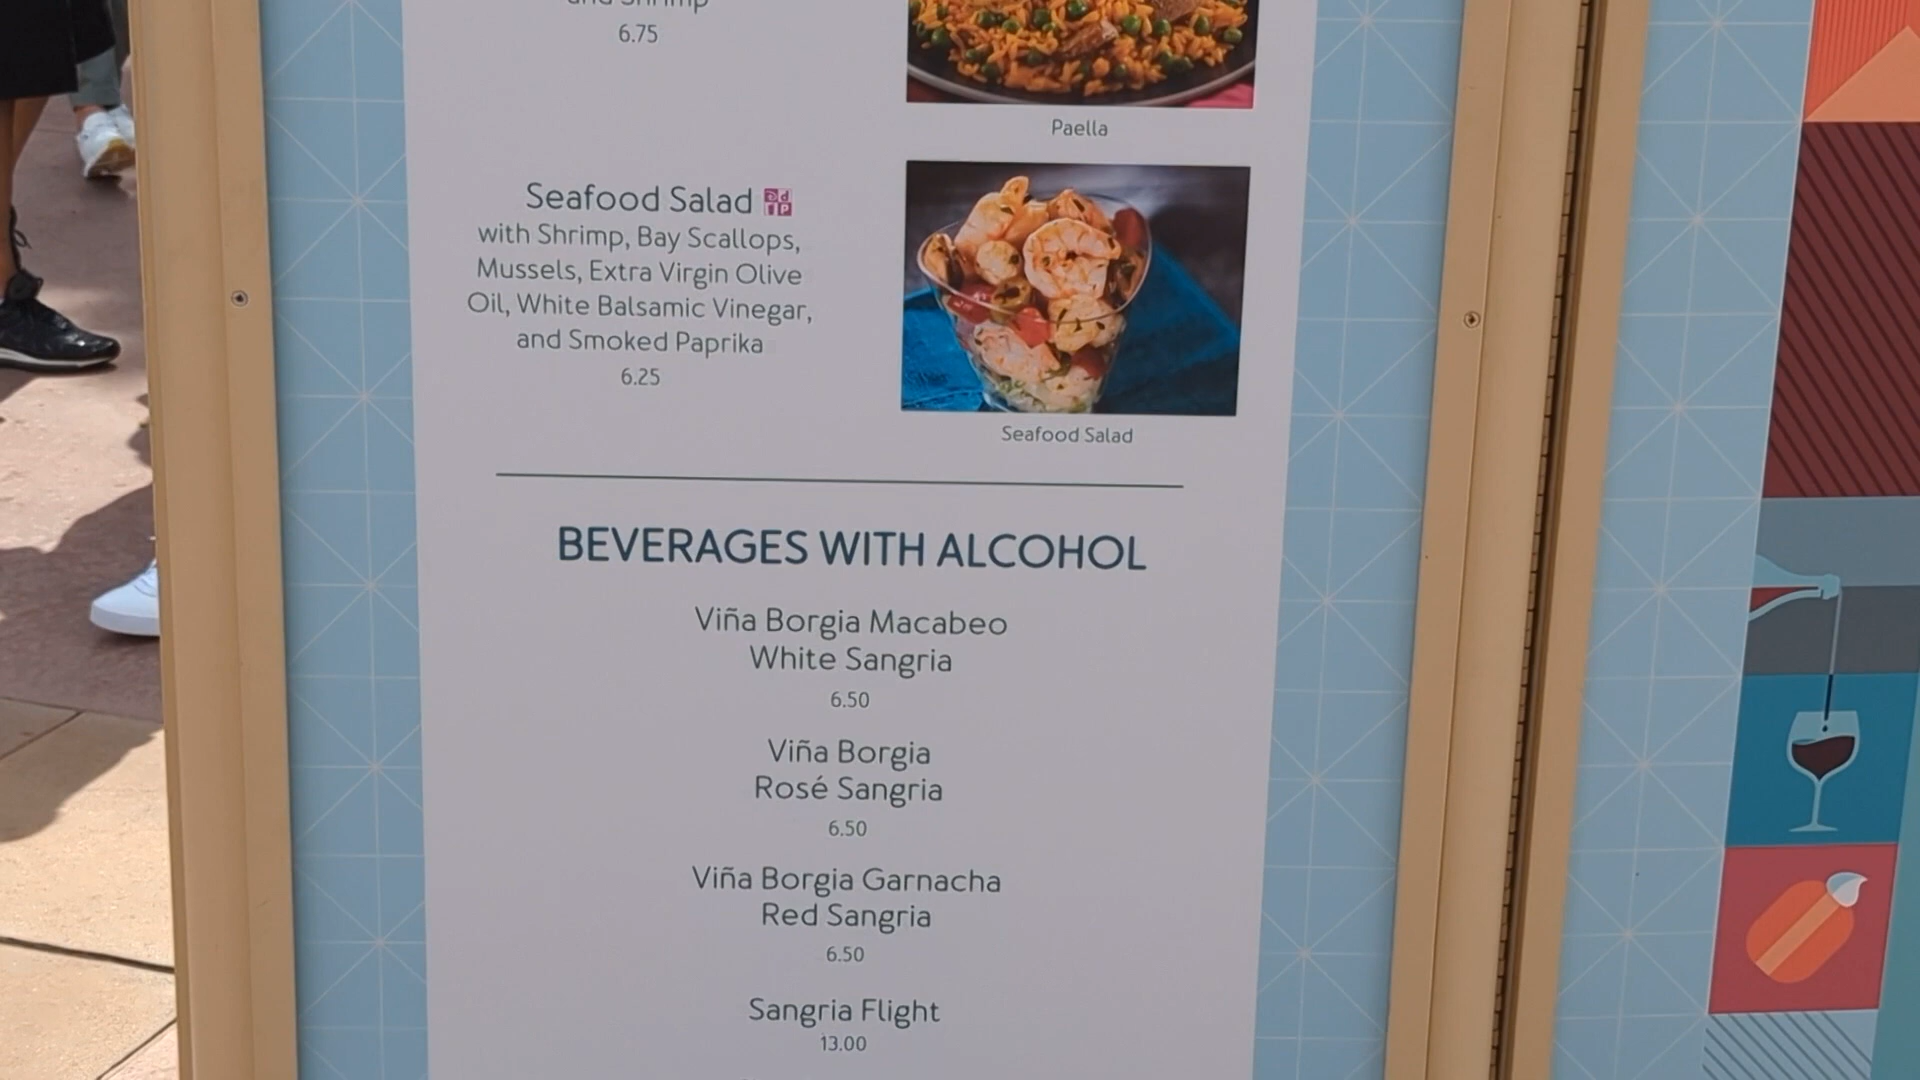 and Shrimp
6.75
Paella
Seafood Salad
with Shrimp, Bay Scallops,
Mussels, Extra Virgin Olive
Oil, White Balsamic Vinegar,
and Smoked Paprika
6.25
Seafood Salad
BEVERAGES WITH ALCOHOL
Viña Borgia Macabeo
White Sangria
6.50
Viña Borgia
Rosé Sangria
6.50
Viña Borgia Garnacha
Red Sangria
6.50
Sangria Flight
13.00